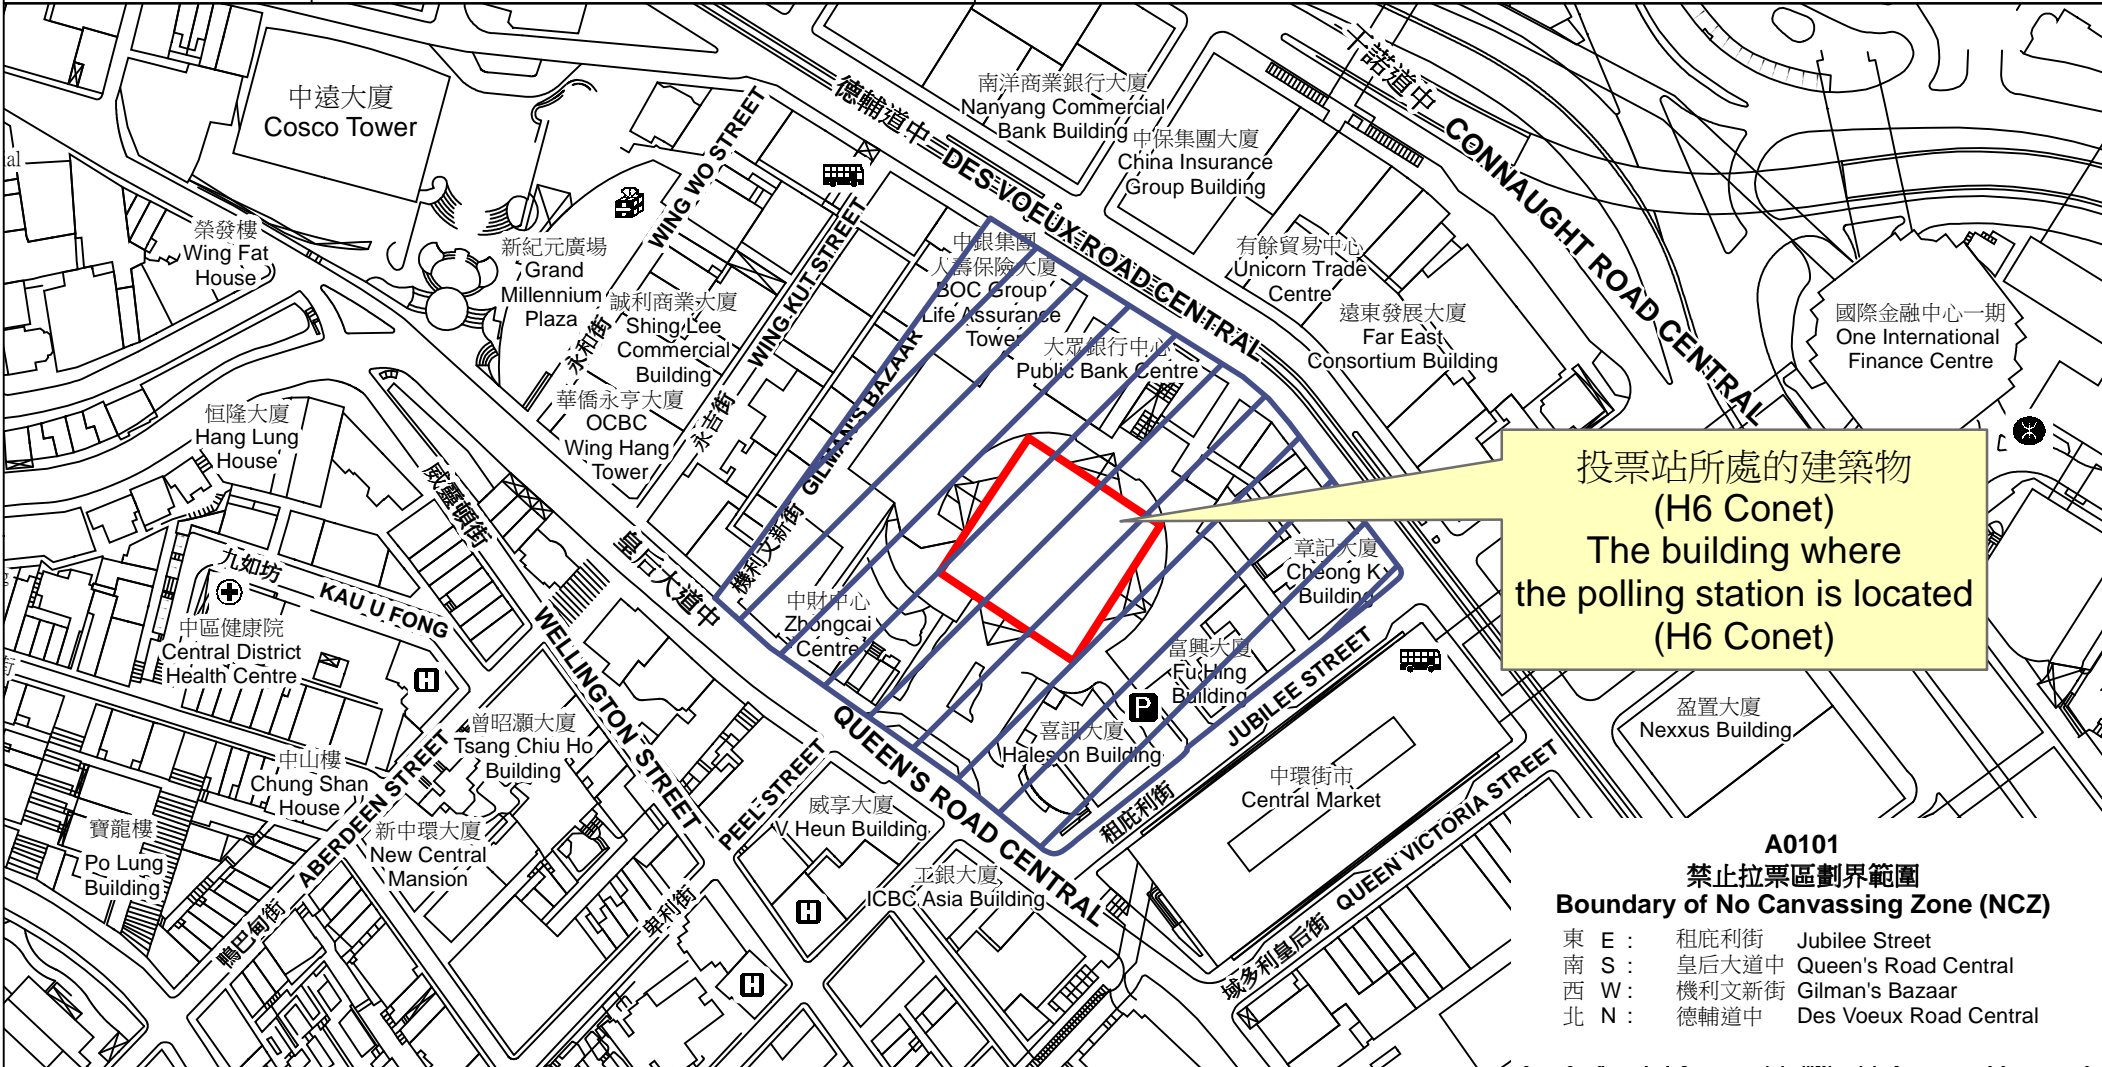 中遠大廈
Cosco Tower
南洋商業銀行大廈
Nanyang Commercial
Bank Building
中保集團大廈
China Insurance
Group Building
干諾道中 CONNAUGHT ROAD CENTRAL
德輔道中 DES VOEUX ROAD CENTRAL
WING WO STREET
永和街
WING KUT STREET
永吉街
榮發樓
Wing Fat
House
新紀元廣場
Grand
Millennium
Plaza
誠利商業大廈
Shing Lee
Commercial
Building
華僑永亨大廈
OCBC
Wing Hang
Tower
中銀集團
人壽保險大廈
BOC Group
Life Assurance
Tower
大眾銀行中心
Public Bank Centre
有餘貿易中心
Unicorn Trade
Centre
遠東發展大廈
Far East
Consortium Building
國際金融中心一期
One International
Finance Centre
恒隆大廈
Hang Lung
House
威靈頓街
WELLINGTON STREET
機利文新街 GILMAN'S BAZAAR
皇后大道中
QUEEN'S ROAD CENTRAL
投票站所處的建築物
(H6 Conet)
The building where
the polling station is located
(H6 Conet)
九如坊
KAU U FONG
中區健康院
Central District
Health Centre
中財中心
Zhongcai
Centre
章記大廈
Cheong K
Building
富興大廈
Fu Hing
Building
喜訊大廈
Haleson Building
P
租庇利街
JUBILEE STREET
盈置大廈
Nexxus Building
中環街市
Central Market
域多利皇后街 QUEEN VICTORIA STREET
H
曾昭灝大廈
Tsang Chiu Ho
Building
中山樓
Chung Shan
House
寶龍樓
Po Lung
Building
新中環大廈
New Central
Mansion
鴨巴甸街 ABERDEEN STREET
PEEL STREET
卑利街
威享大廈
V Heun Building
工銀大廈
ICBC Asia Building
H
H
A0101
禁止拉票區劃界範圍
Boundary of No Canvassing Zone (NCZ)
東 E : 租庇利街 Jubilee Street
南 S : 皇后大道中 Queen's Road Central
西 W : 機利文新街 Gilman's Bazaar
北 N : 德輔道中 Des Voeux Road Central